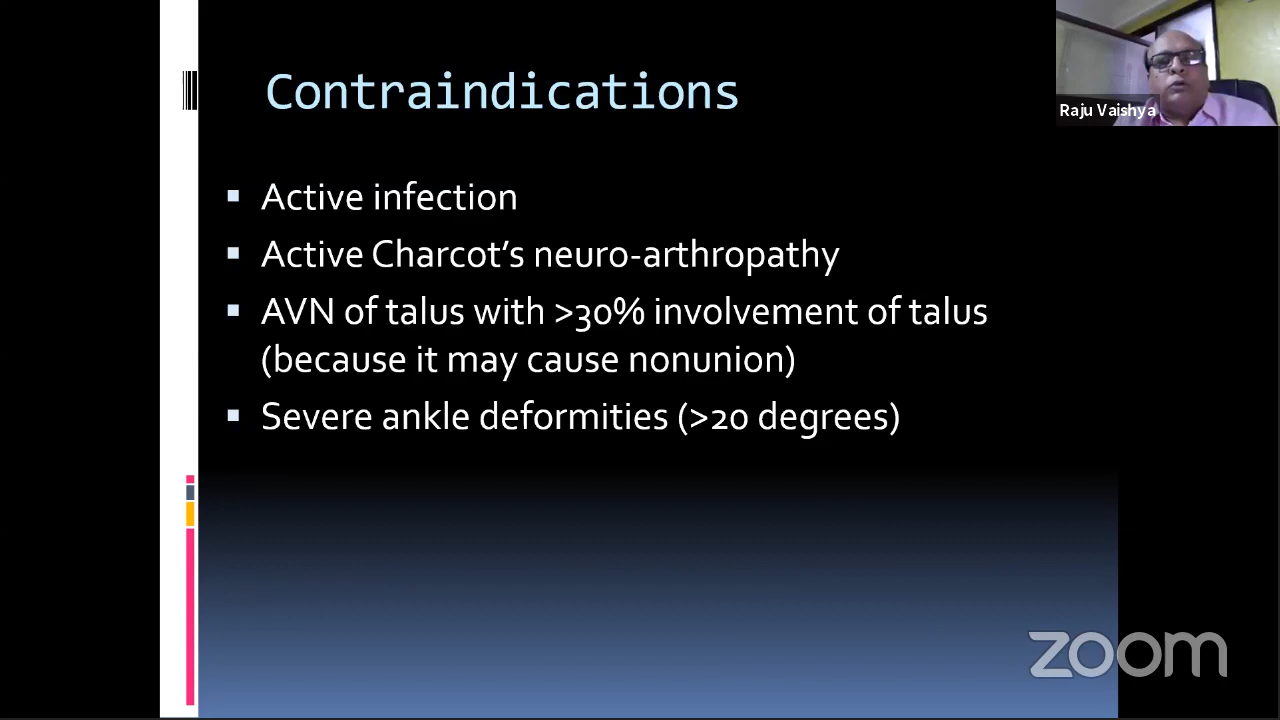 Contraindications
Raju Vaishya
▪ Active infection
▪ Active Charcot’s neuro-arthropathy
▪ AVN of talus with >30% involvement of talus
(because it may cause nonunion)
▪ Severe ankle deformities (>20 degrees)
zoom